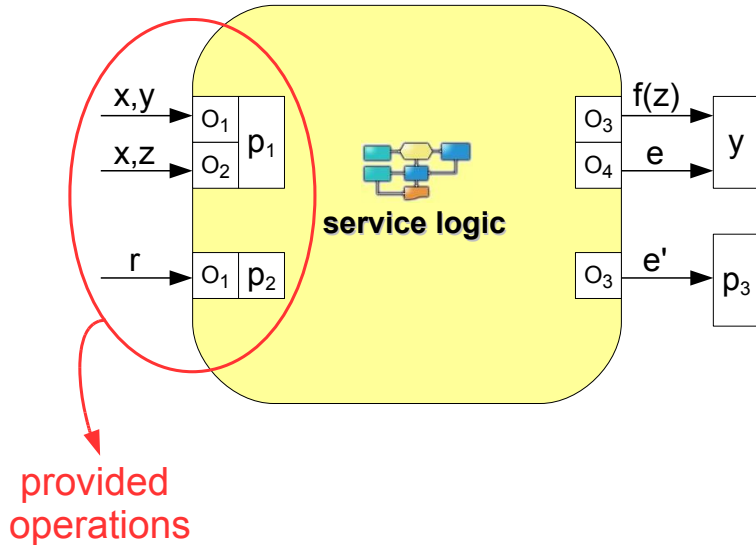 x,y
O₁
x,z
O₂
p₁
r
O₁
p₂
service logic
O₃
f(z)
O₄
e
y
O₃
e'
p₃
provided
operations